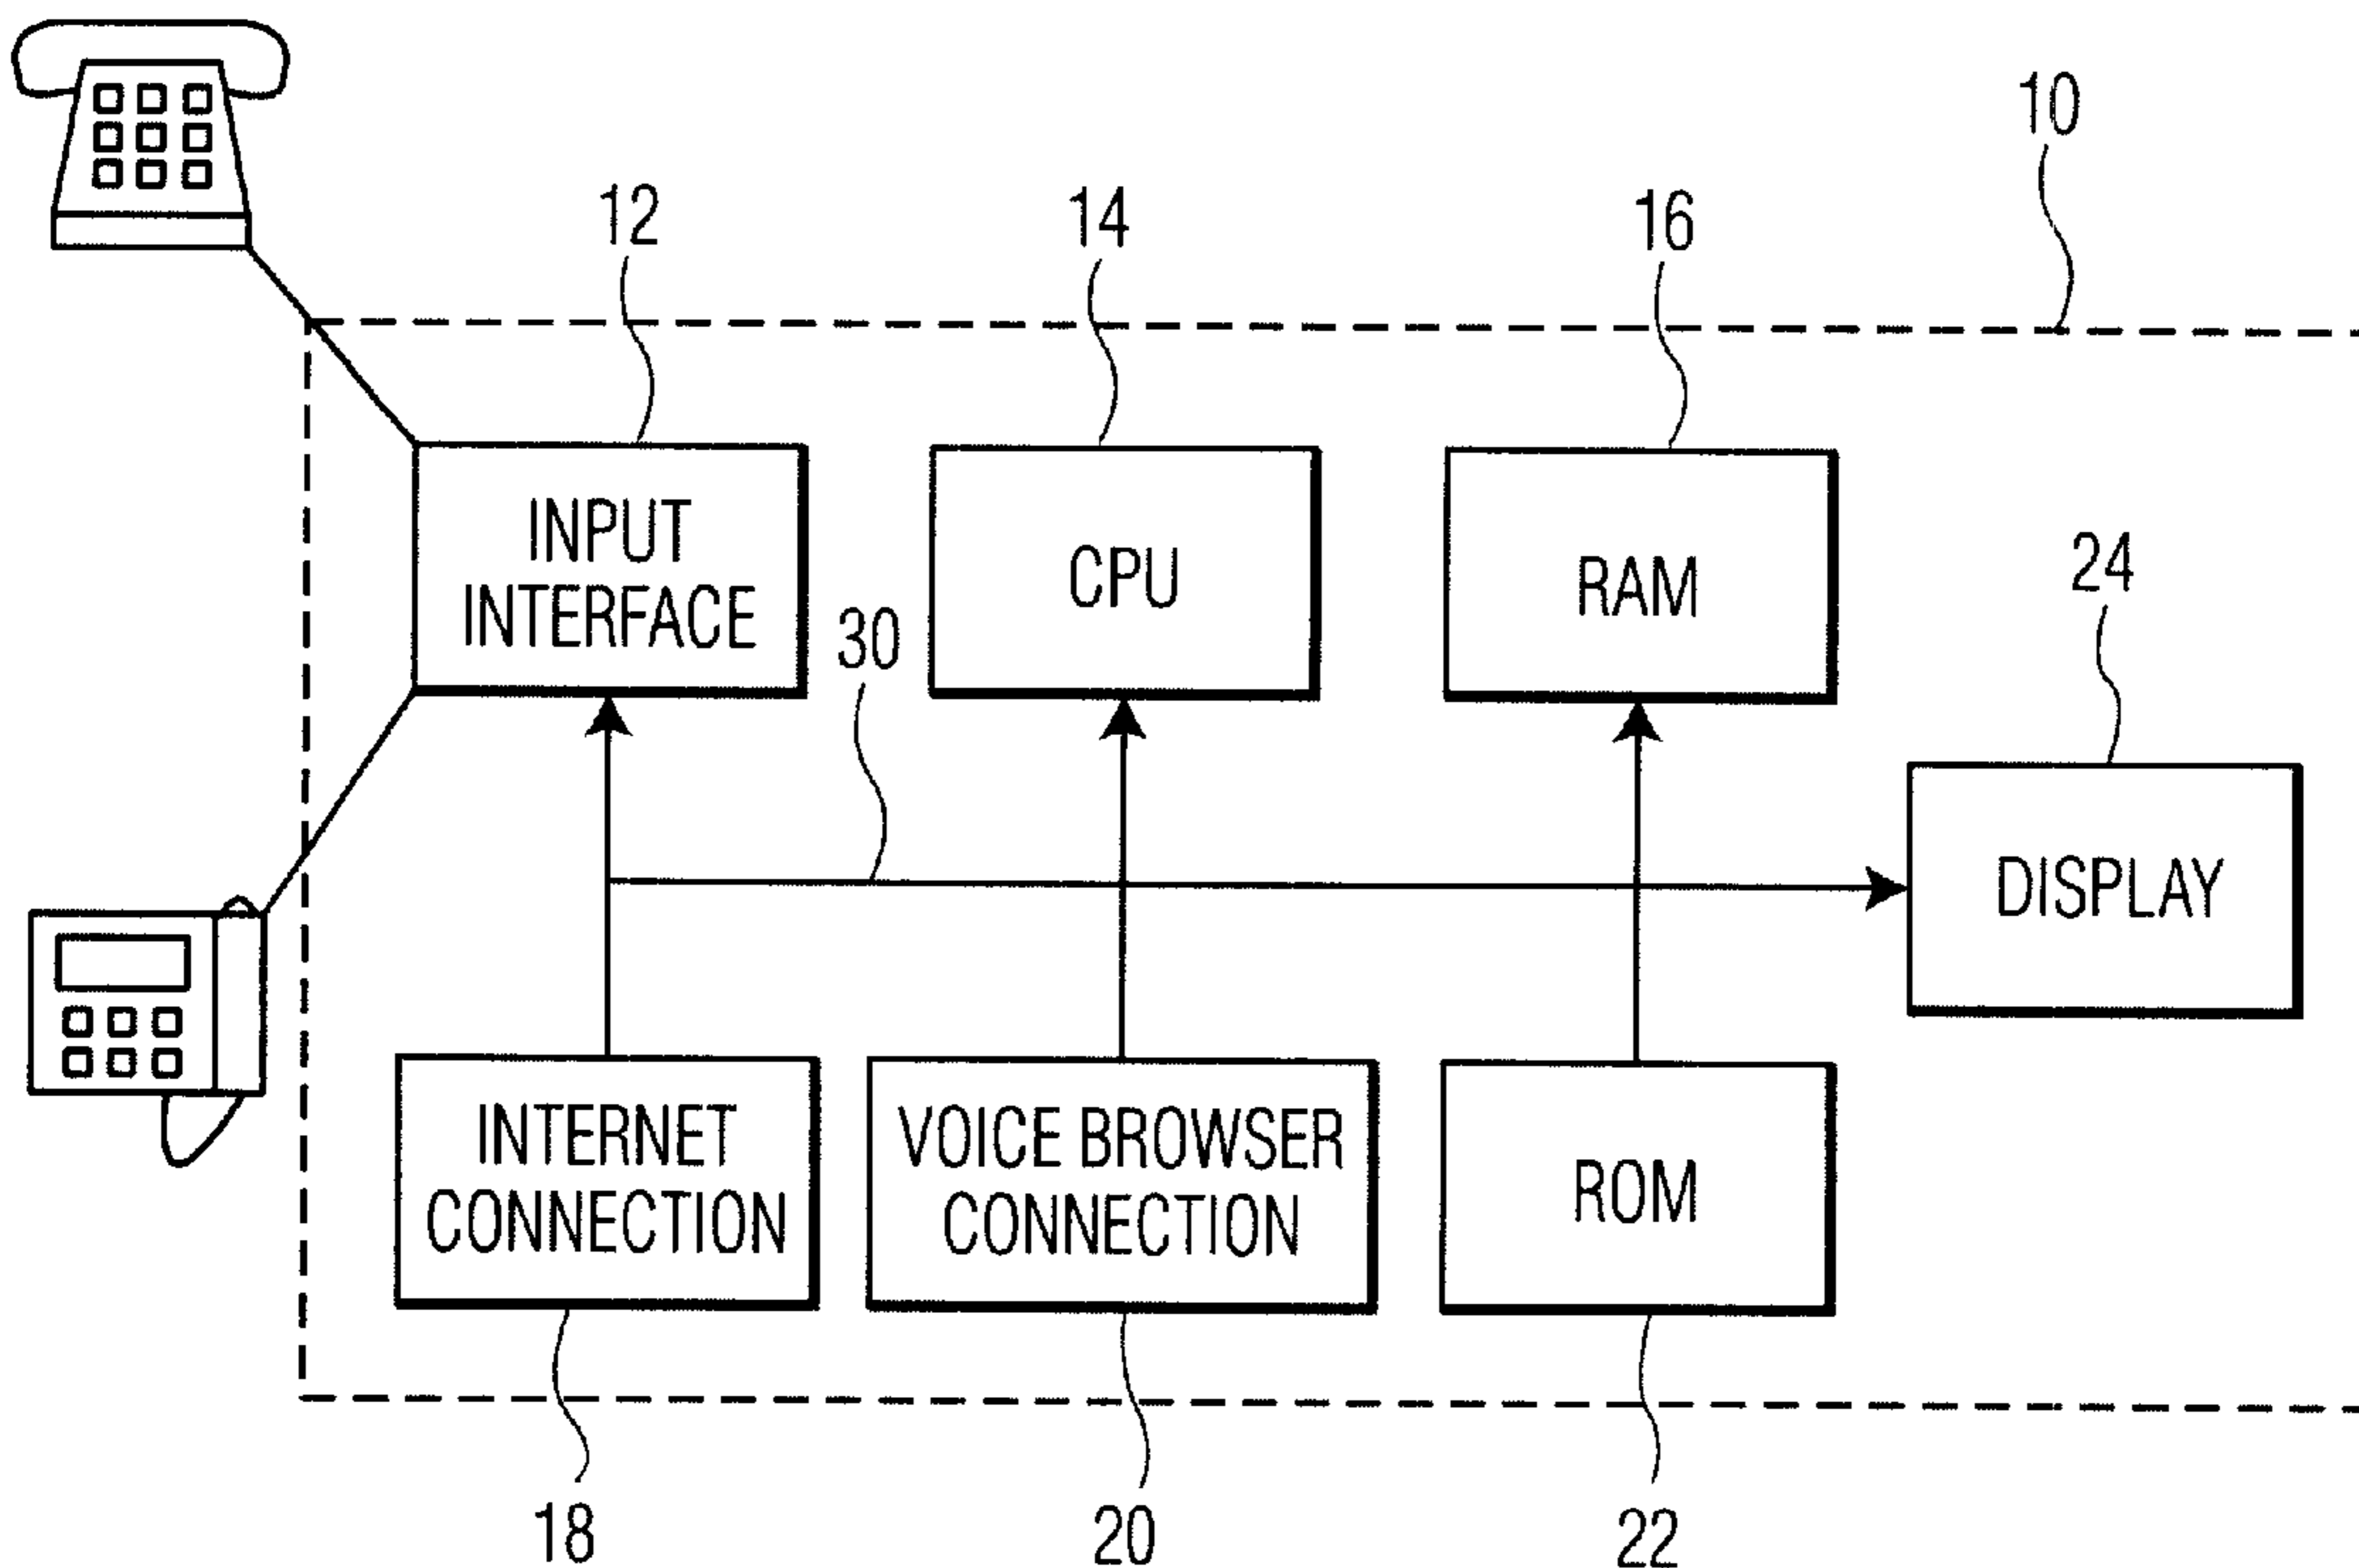 10
12
14
16
INPUT
INTERFACE
CPU
RAM
24
30
DISPLAY
INTERNET
CONNECTION
VOICE BROWSER
CONNECTION
ROM
18
20
22